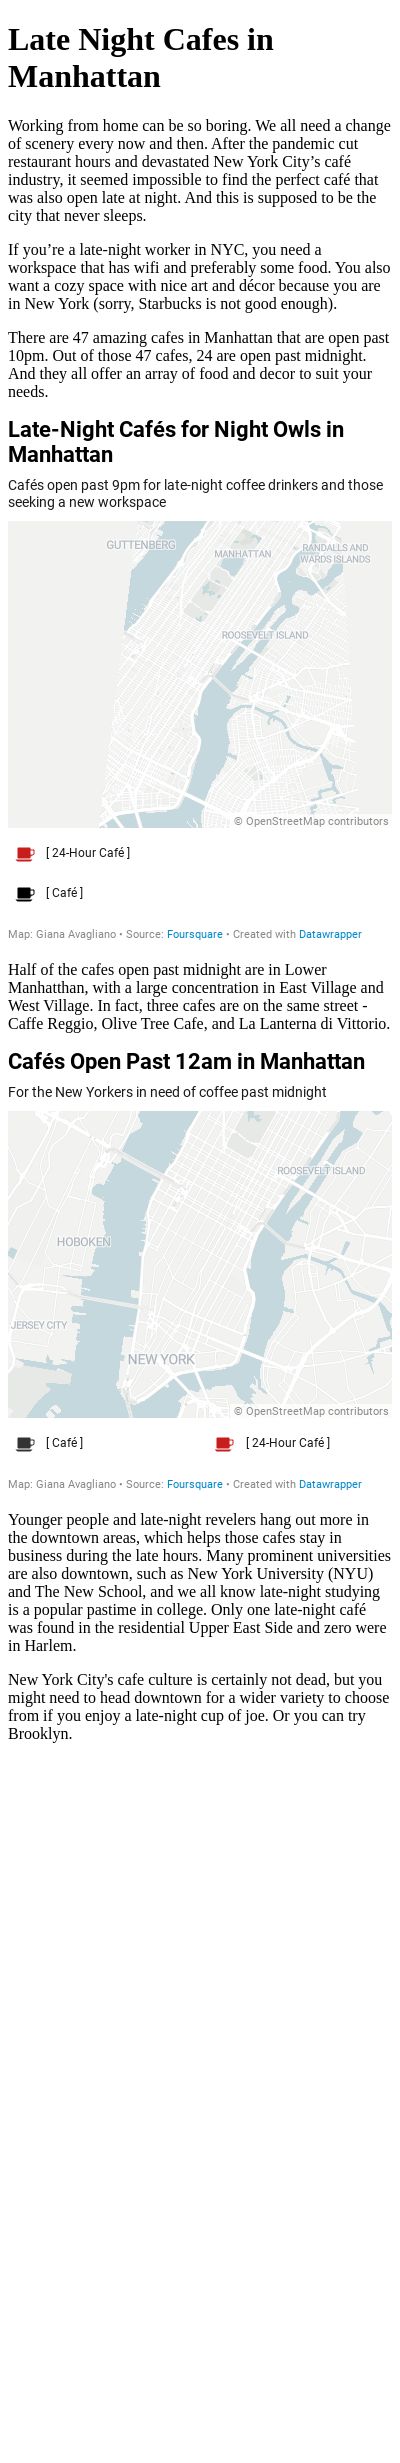 Late Night Cafes in
Manhattan
Working from home can be so boring. We all need a change
of scenery every now and then. After the pandemic cut
restaurant hours and devastated New York City’s café
industry, it seemed impossible to find the perfect café that
was also open late at night. And this is supposed to be the
city that never sleeps.
If you’re a late-night worker in NYC, you need a
workspace that has wifi and preferably some food. You also
want a cozy space with nice art and décor because you are
in New York (sorry, Starbucks is not good enough).
There are 47 amazing cafes in Manhattan that are open past
10pm. Out of those 47 cafes, 24 are open past midnight.
And they all offer an array of food and decor to suit your
needs.
Late-Night Cafés for Night Owls in
Manhattan
Cafés open past 9pm for late-night coffee drinkers and those
seeking a new workspace
GUTTENBERG
MANHATTAN
RANDALLS AND
WARDS ISLANDS
ROOSEVELT ISLAND
© OpenStreetMap contributors
[ 24-Hour Café ]
[ Café ]
Map: Giana Avagliano • Source: Foursquare • Created with Datawrapper
Half of the cafes open past midnight are in Lower
Manhatthan, with a large concentration in East Village and
West Village. In fact, three cafes are on the same street -
Caffe Reggio, Olive Tree Cafe, and La Lanterna di Vittorio.
Cafés Open Past 12am in Manhattan
For the New Yorkers in need of coffee past midnight
ROOSEVELT ISLAND
HOBOKEN
JERSEY CITY
NEW YORK
© OpenStreetMap contributors
[ Café ] [ 24-Hour Café ]
Map: Giana Avagliano • Source: Foursquare • Created with Datawrapper
Younger people and late-night revelers hang out more in
the downtown areas, which helps those cafes stay in
business during the late hours. Many prominent universities
are also downtown, such as New York University (NYU)
and The New School, and we all know late-night studying
is a popular pastime in college. Only one late-night café
was found in the residential Upper East Side and zero were
in Harlem.
New York City's cafe culture is certainly not dead, but you
might need to head downtown for a wider variety to choose
from if you enjoy a late-night cup of joe. Or you can try
Brooklyn.